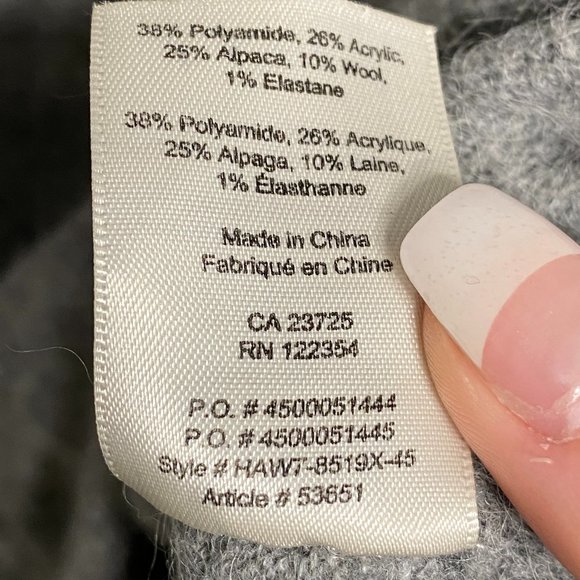 38% Polyamide, 26% Acrylic,
25% Alpaca, 10% Wool,
1% Elastane
38% Polyamide, 26% Acrylique,
25% Alpaga, 10% Laine,
1% Élasthanne
Made in China
Fabriqué en Chine
CA 23725
RN 122354
P.O. # 4500051444
P.O. # 4500051445
Style # HAW7-8519X-45
Article # 53651